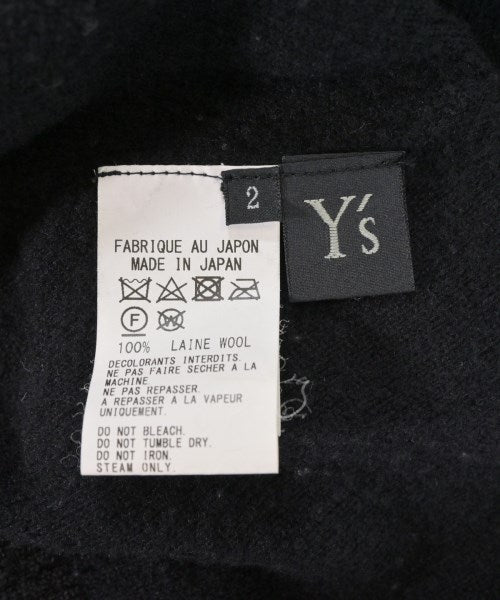 2
Y's
FABRIQUE AU JAPON
MADE IN JAPAN
F W
100% LAINE WOOL
DECOLORANTS INTERDITS.
NE PAS FAIRE SECHER A LA
MACHINE
NE PAS REPASSER.
A REPASSER A LA VAPEUR
UNIQUEMENT.
DO NOT BLEACH.
DO NOT TUMBLE DRY.
DO NOT IRON.
STEAM ONLY.